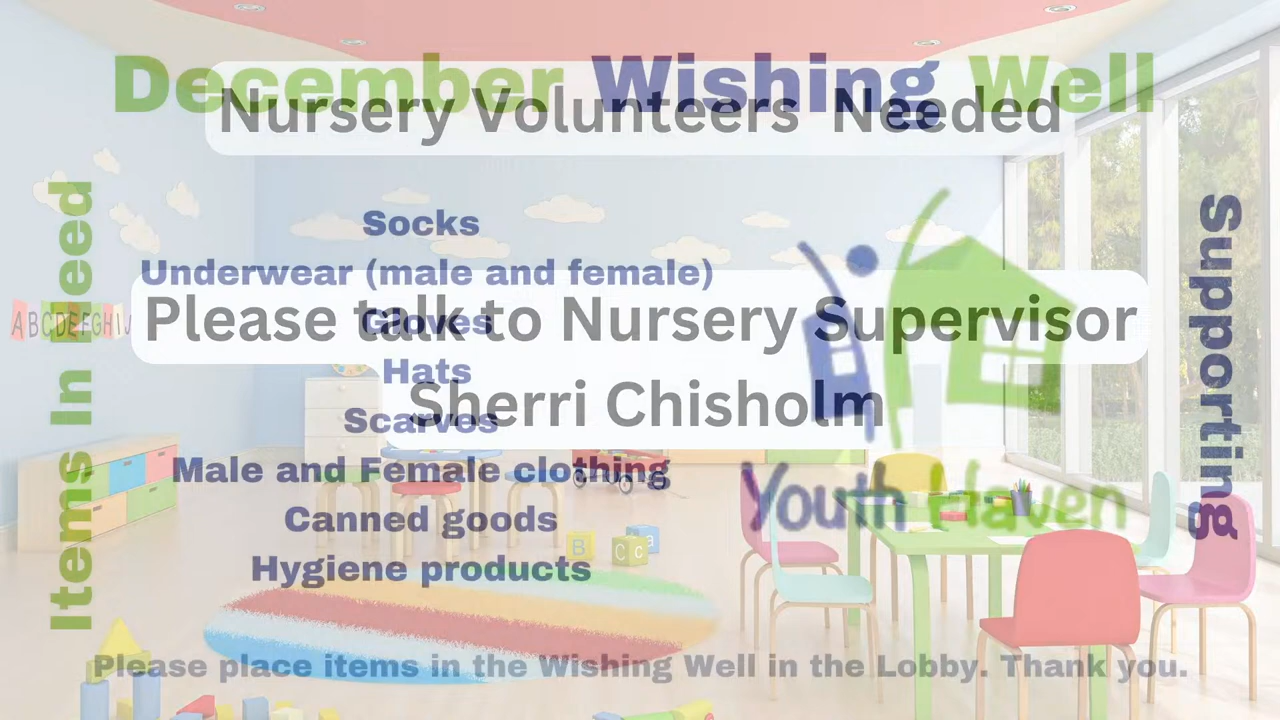 December Wishing Well
Nursery Volunteers Needed
Items In Need
Socks
Underwear (male and female)
Gloves
Hats
Scarves
Male and Female clothing
Canned goods
Hygiene products
Please talk to Nursery Supervisor
Sherri Chisholm
Supporting
Youth Haven
ABCDEFGHIJ
B
C c
a
Please place items in the Wishing Well in the Lobby. Thank you.